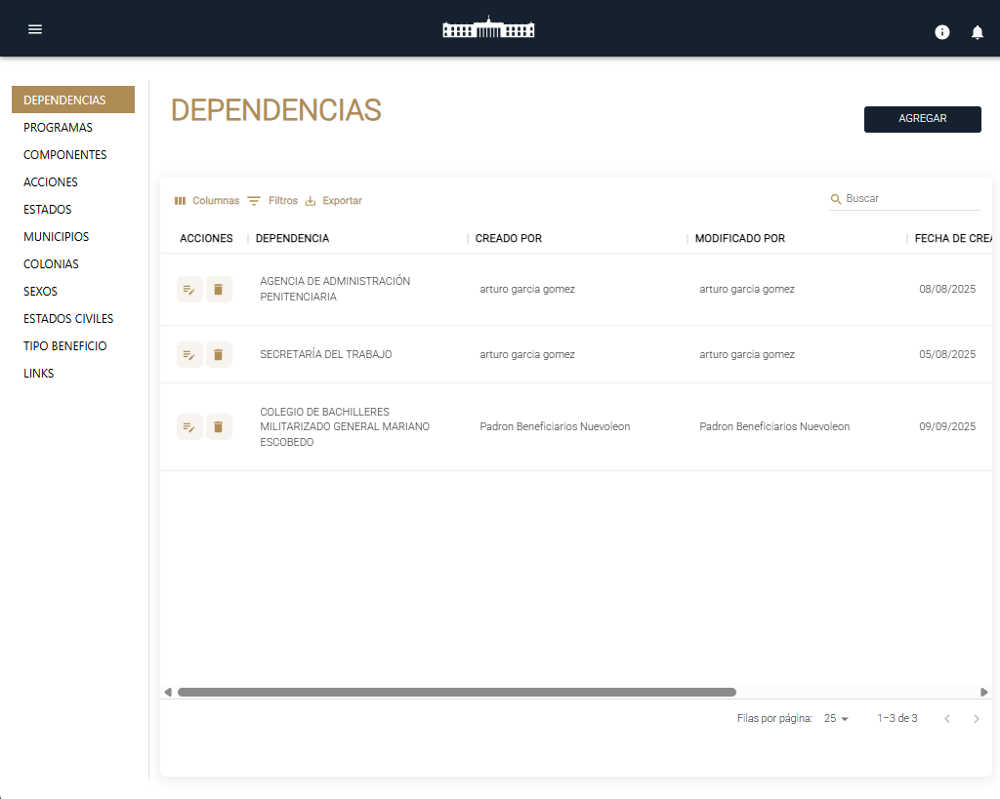 DEPENDENCIAS
PROGRAMAS
COMPONENTES
ACCIONES
ESTADOS
MUNICIPIOS
COLONIAS
SEXOS
ESTADOS CIVILES
TIPO BENEFICIO
LINKS
DEPENDENCIAS
AGREGAR
Columnas Filtros Exportar Buscar
ACCIONES DEPENDENCIA CREADO POR MODIFICADO POR FECHA DE CREA
AGENCIA DE ADMINISTRACIÓN
PENITENCIARIA
arturo garcia gomez arturo garcia gomez 08/08/2025
SECRETARÍA DEL TRABAJO arturo garcia gomez arturo garcia gomez 05/08/2025
COLEGIO DE BACHILLERES
MILITARIZADO GENERAL MARIANO
ESCOBEDO
Padron Beneficiarios Nuevoleon Padron Beneficiarios Nuevoleon 09/09/2025
Filas por página: 25 1–3 de 3